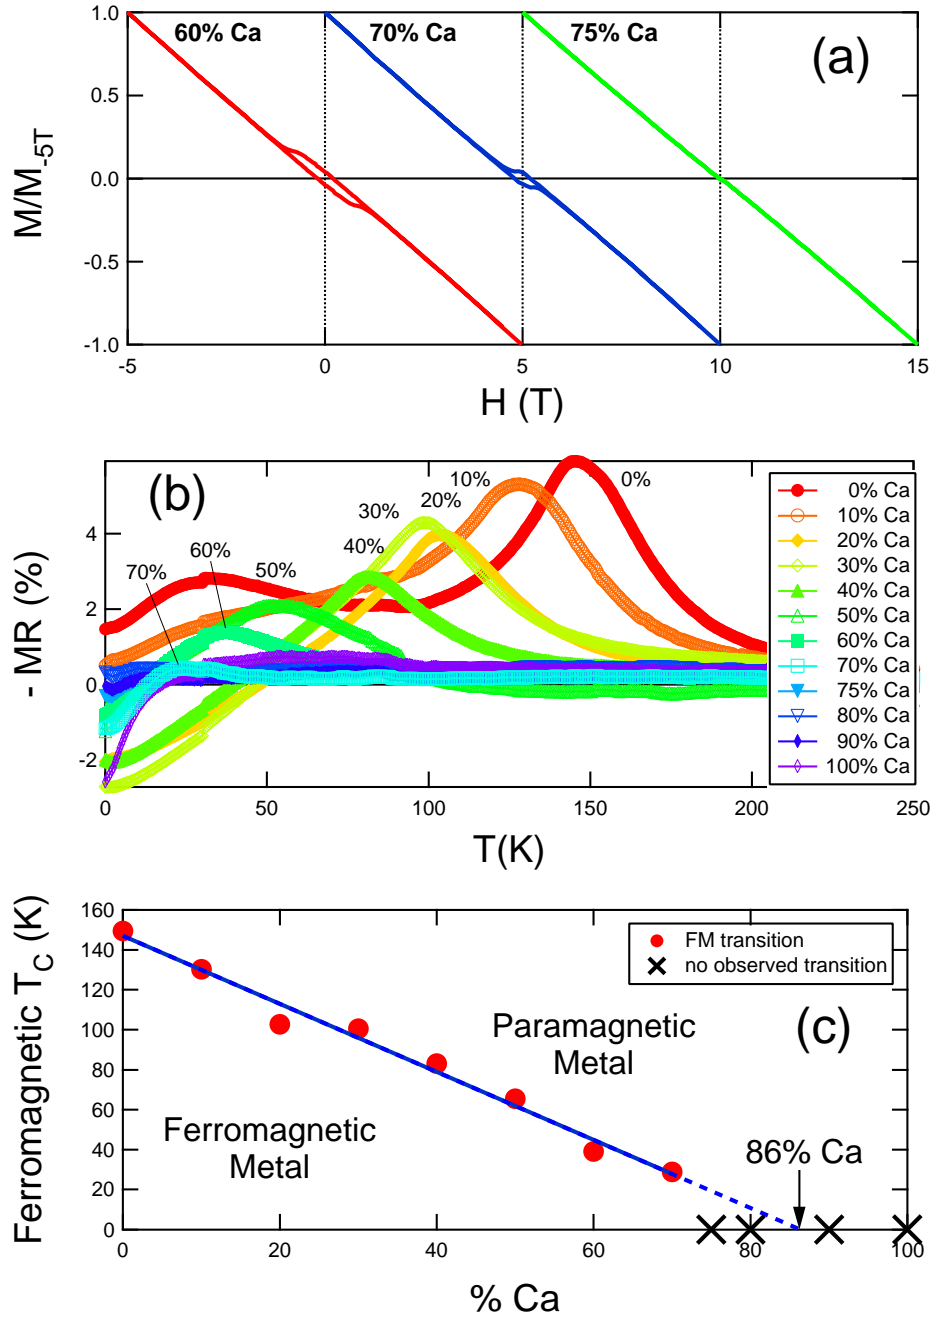 1.0
0.5
0.0
-0.5
-1.0
M/M-5T
60% Ca
70% Ca
75% Ca
(a)
-5
0
5
10
15
H (T)
(b)
4
2
0
-2
- MR (%)
70%
60%
50%
40%
30%
20%
10%
0%
0% Ca
10% Ca
20% Ca
30% Ca
40% Ca
50% Ca
60% Ca
70% Ca
75% Ca
80% Ca
90% Ca
100% Ca
0
50
100
150
200
250
T(K)
Ferromagnetic TC (K)
160
140
120
100
80
60
40
20
0
FM transition
no observed transition
(c)
Paramagnetic
Metal
Ferromagnetic
Metal
86% Ca
0
20
40
60
80
100
% Ca